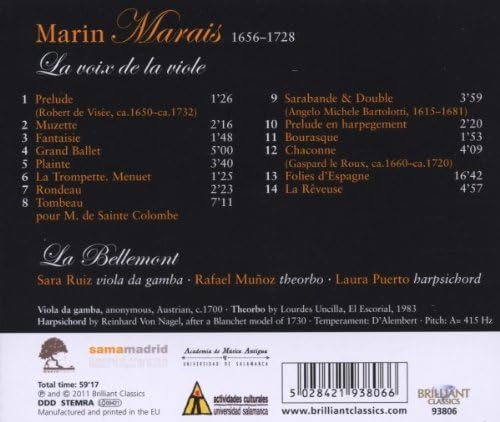 Marin Marais 1656–1728
La voix de la viole
1 Prelude 1'26
(Robert de Visée, ca.1650–ca.1732)
2 Muzette 2'16
3 Fantaisie 1'48
4 Grand Ballet 5'00
5 Plainte 3'40
6 La Trompette. Menuet 1'25
7 Rondeau 2'23
8 Tombeau 7'11
pour M. de Sainte Colombe
9 Sarabande & Double 3'59
(Angelo Michele Bartolotti, 1615–1681)
10 Prelude en harpegement 2'20
11 Bourasque 1'53
12 Chaconne 4'09
(Gaspard le Roux, ca.1660–ca.1720)
13 Folies d'Espagne 16'42
14 La Rêveuse 4'57
La Bellemont
Sara Ruiz viola da gamba · Rafael Muñoz theorbo · Laura Puerto harpsichord
Viola da gamba, anonymous, Austrian, c.1700 · Theorbo by Lourdes Uncilla, El Escorial, 1983
Harpsichord by Reinhard Von Nagel, after a Blanchet model of 1730 · Temperament: D'Alembert · Pitch: A= 415 Hz
samamadrid
Academia de Música Antigua
UNIVERSIDAD DE SALAMANCA
Total time: 59'17
℗ and © 2011 Brilliant Classics
DDD STEMRA
Manufactured and printed in the EU
actividades culturales
universidad salamanca
5 028421 938066
www.brilliantclassics.com
BRILLIANT
CLASSICS
93806